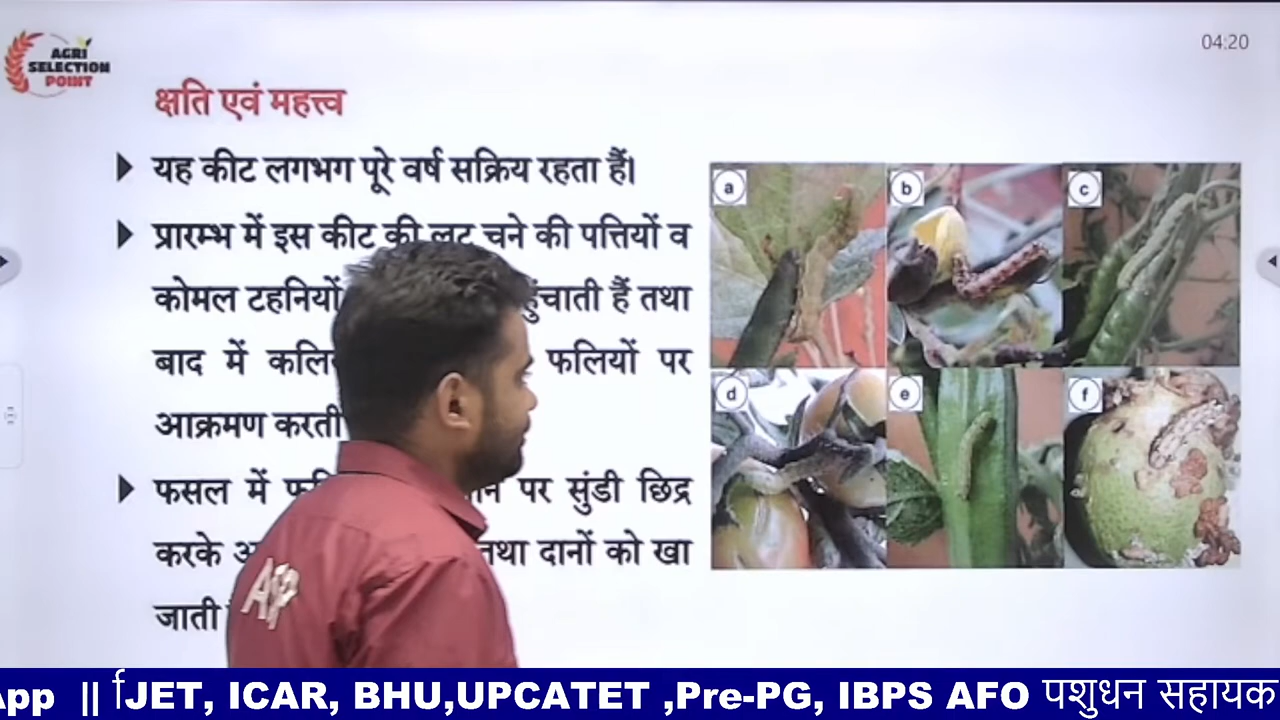 AGRI
SELECTION
POINT
04:20
क्षति एवं महत्त्व
यह कीट लगभग पूरे वर्ष सक्रिय रहता हैं।
प्रारम्भ में इस कीट की लट चने की पत्तियों व
कोमल टहनियों हुंचाती हैं तथा
बाद में फलियों पर
आक्रमण करती
फसल में पर सुंडी छिद्र
करके तथा दानों को खा
जाती
a
b
c
d
e
f
ASP
App || JET, ICAR, BHU,UPCATET ,Pre-PG, IBPS AFO पशुधन सहायक